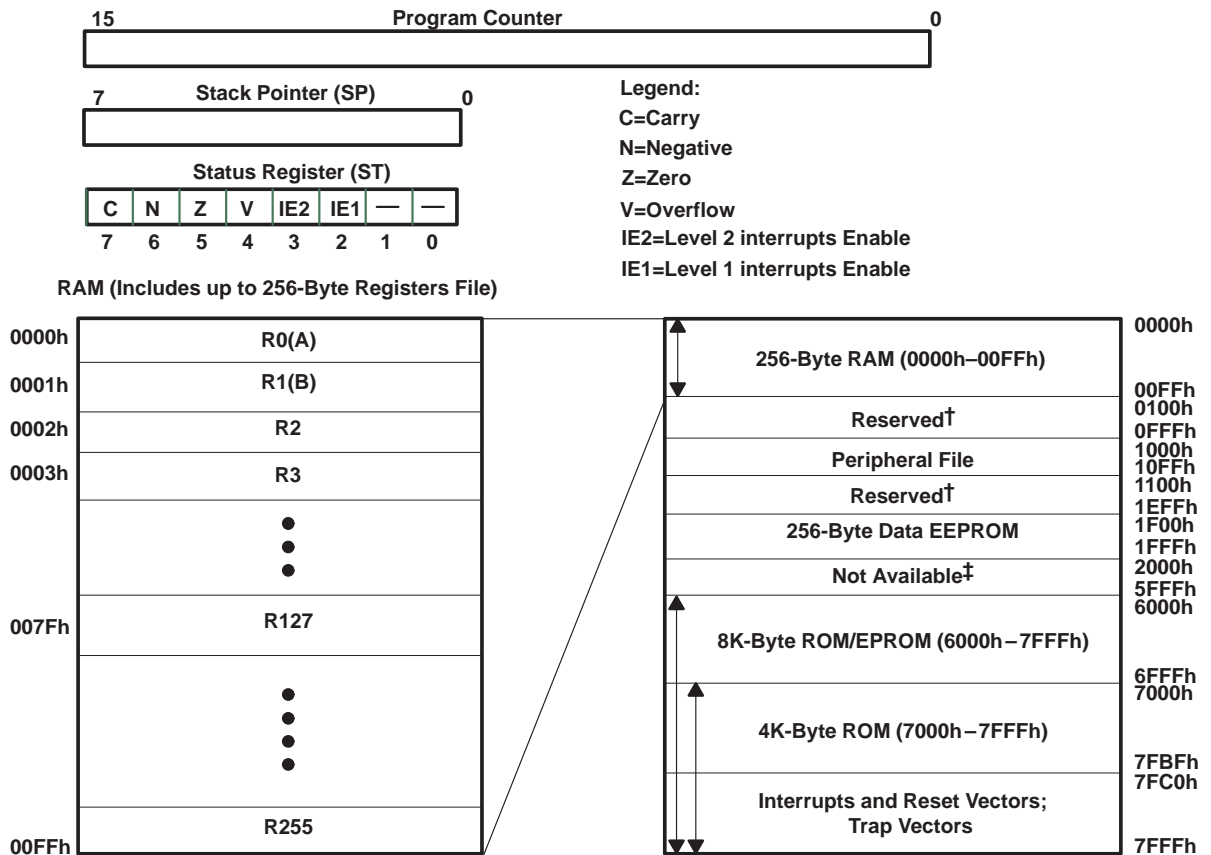 15 Program Counter 0
7 Stack Pointer (SP) 0
Status Register (ST)
C N Z V IE2 IE1 — —
7 6 5 4 3 2 1 0
Legend:
C=Carry
N=Negative
Z=Zero
V=Overflow
IE2=Level 2 interrupts Enable
IE1=Level 1 interrupts Enable
RAM (Includes up to 256-Byte Registers File)
0000h R0(A)
0001h R1(B)
0002h R2
0003h R3
007Fh R127
R255
00FFh
0000h
256-Byte RAM (0000h–00FFh)
00FFh
0100h
Reserved†
0FFFh
1000h
Peripheral File
10FFh
1100h
Reserved†
1EFFh
1F00h
256-Byte Data EEPROM
1FFFh
2000h
Not Available‡
5FFFh
6000h
8K-Byte ROM/EPROM (6000h–7FFFh)
6FFFh
7000h
4K-Byte ROM (7000h–7FFFh)
7FBFh
7FC0h
Interrupts and Reset Vectors;
Trap Vectors
7FFFh